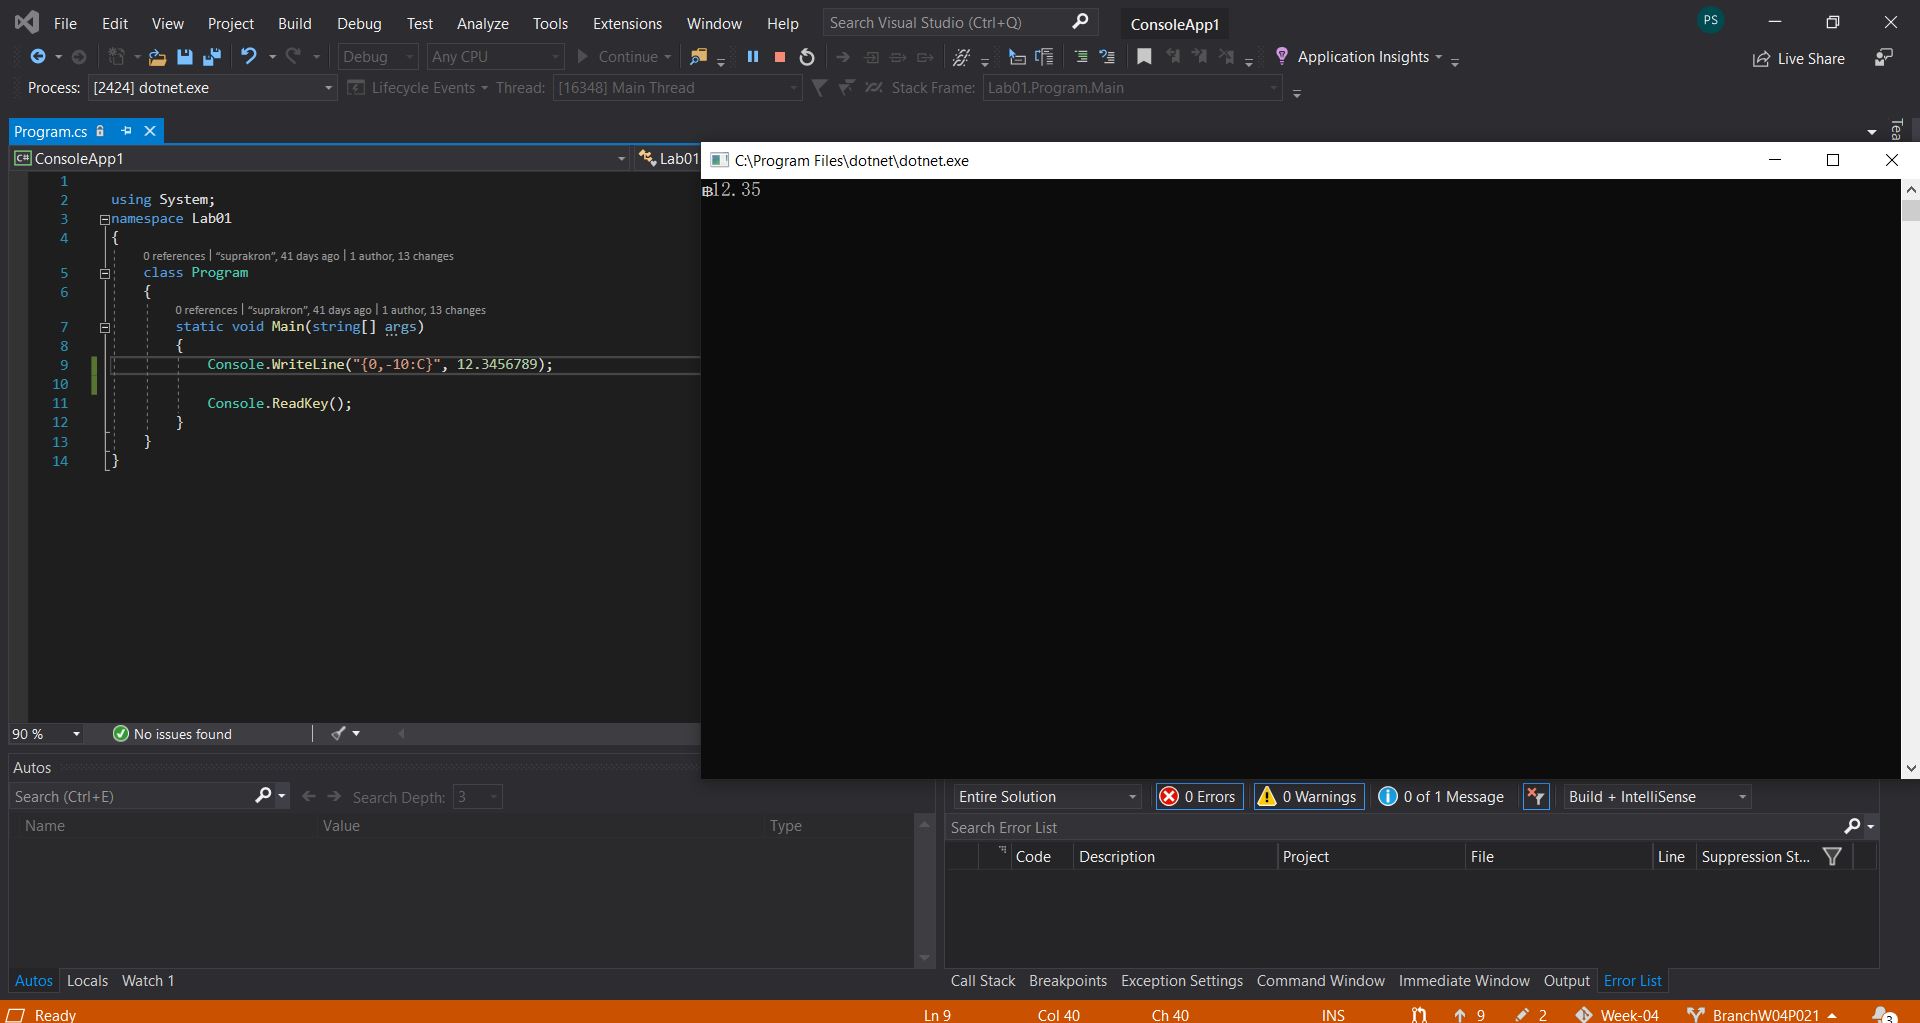 File Edit View Project Build Debug Test Analyze Tools Extensions Window Help Search Visual Studio (Ctrl+Q) ConsoleApp1 PS
Debug Any CPU Continue Application Insights Live Share
Process: [2424] dotnet.exe Lifecycle Events Thread: [16348] Main Thread Stack Frame: Lab01.Program.Main
Program.cs
C# ConsoleApp1 Lab01
C:\Program Files\dotnet\dotnet.exe
฿12.35
1
2 using System;
3 namespace Lab01
4 {
0 references | “suprakron”, 41 days ago | 1 author, 13 changes
5 class Program
6 {
0 references | “suprakron”, 41 days ago | 1 author, 13 changes
7 static void Main(string[] args)
8 {
9 Console.WriteLine("{0,-10:C}", 12.3456789);
10
11 Console.ReadKey();
12 }
13 }
14 }
90 % No issues found
Autos
Search (Ctrl+E) Search Depth: 3
Name Value Type
Entire Solution 0 Errors 0 Warnings 0 of 1 Message Build + IntelliSense
Search Error List
Code Description Project File Line Suppression St...
Autos Locals Watch 1
Call Stack Breakpoints Exception Settings Command Window Immediate Window Output Error List
Ready Ln 9 Col 40 Ch 40 INS 9 2 Week-04 BranchW04P021 3